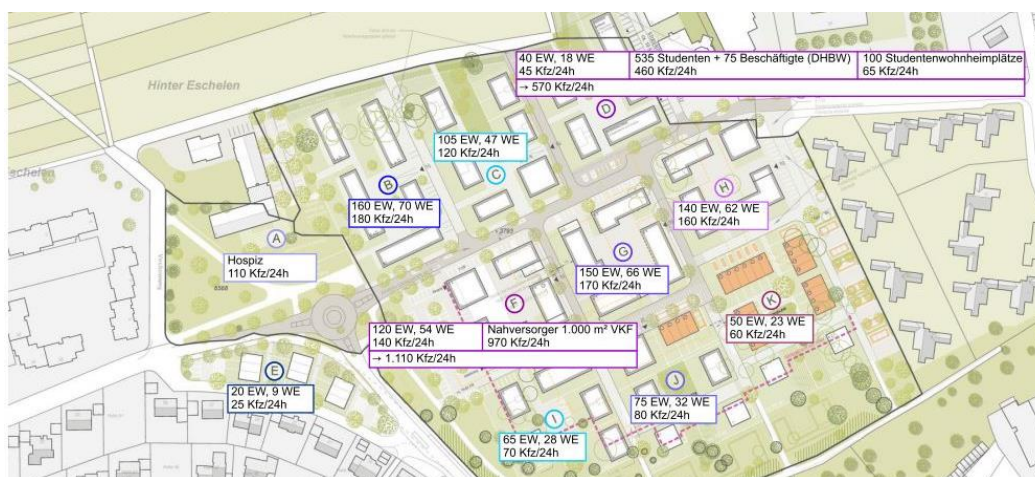 Hinter Eschelen
40 EW, 18 WE
45 Kfz/24h
535 Studenten + 75 Beschäftigte (DHBW)
460 Kfz/24h
100 Studentenwohnheimplätze
65 Kfz/24h
→ 570 Kfz/24h
D
105 EW, 47 WE
120 Kfz/24h
C
B
160 EW, 70 WE
180 Kfz/24h
schelen
H
140 EW, 62 WE
160 Kfz/24h
A
Hospiz
110 Kfz/24h
G
150 EW, 66 WE
170 Kfz/24h
8368
F
120 EW, 54 WE
140 Kfz/24h
Nahversorger 1.000 m² VKF
970 Kfz/24h
→ 1.110 Kfz/24h
K
50 EW, 23 WE
60 Kfz/24h
E
20 EW, 9 WE
25 Kfz/24h
J
75 EW, 32 WE
80 Kfz/24h
I
65 EW, 28 WE
70 Kfz/24h